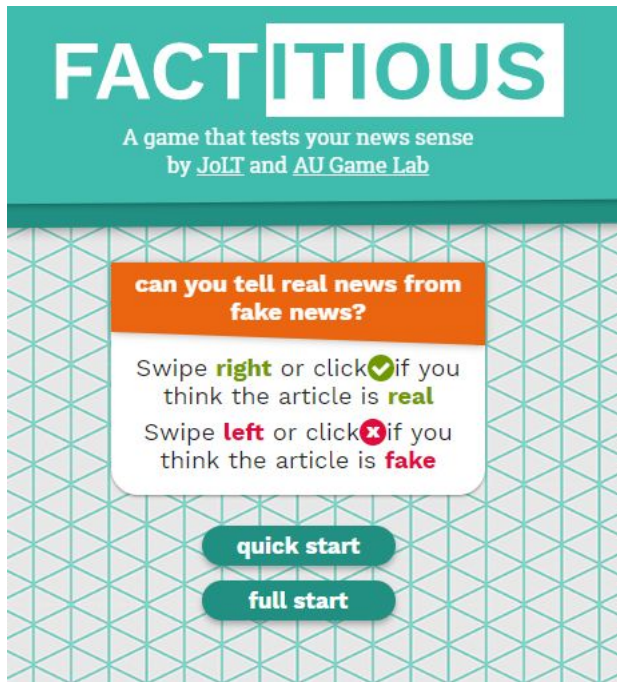 FACTITIOUS
A game that tests your news sense
by JoLT and AU Game Lab
can you tell real news from
fake news?
Swipe right or click if you
think the article is real
Swipe left or click if you
think the article is fake
quick start
full start